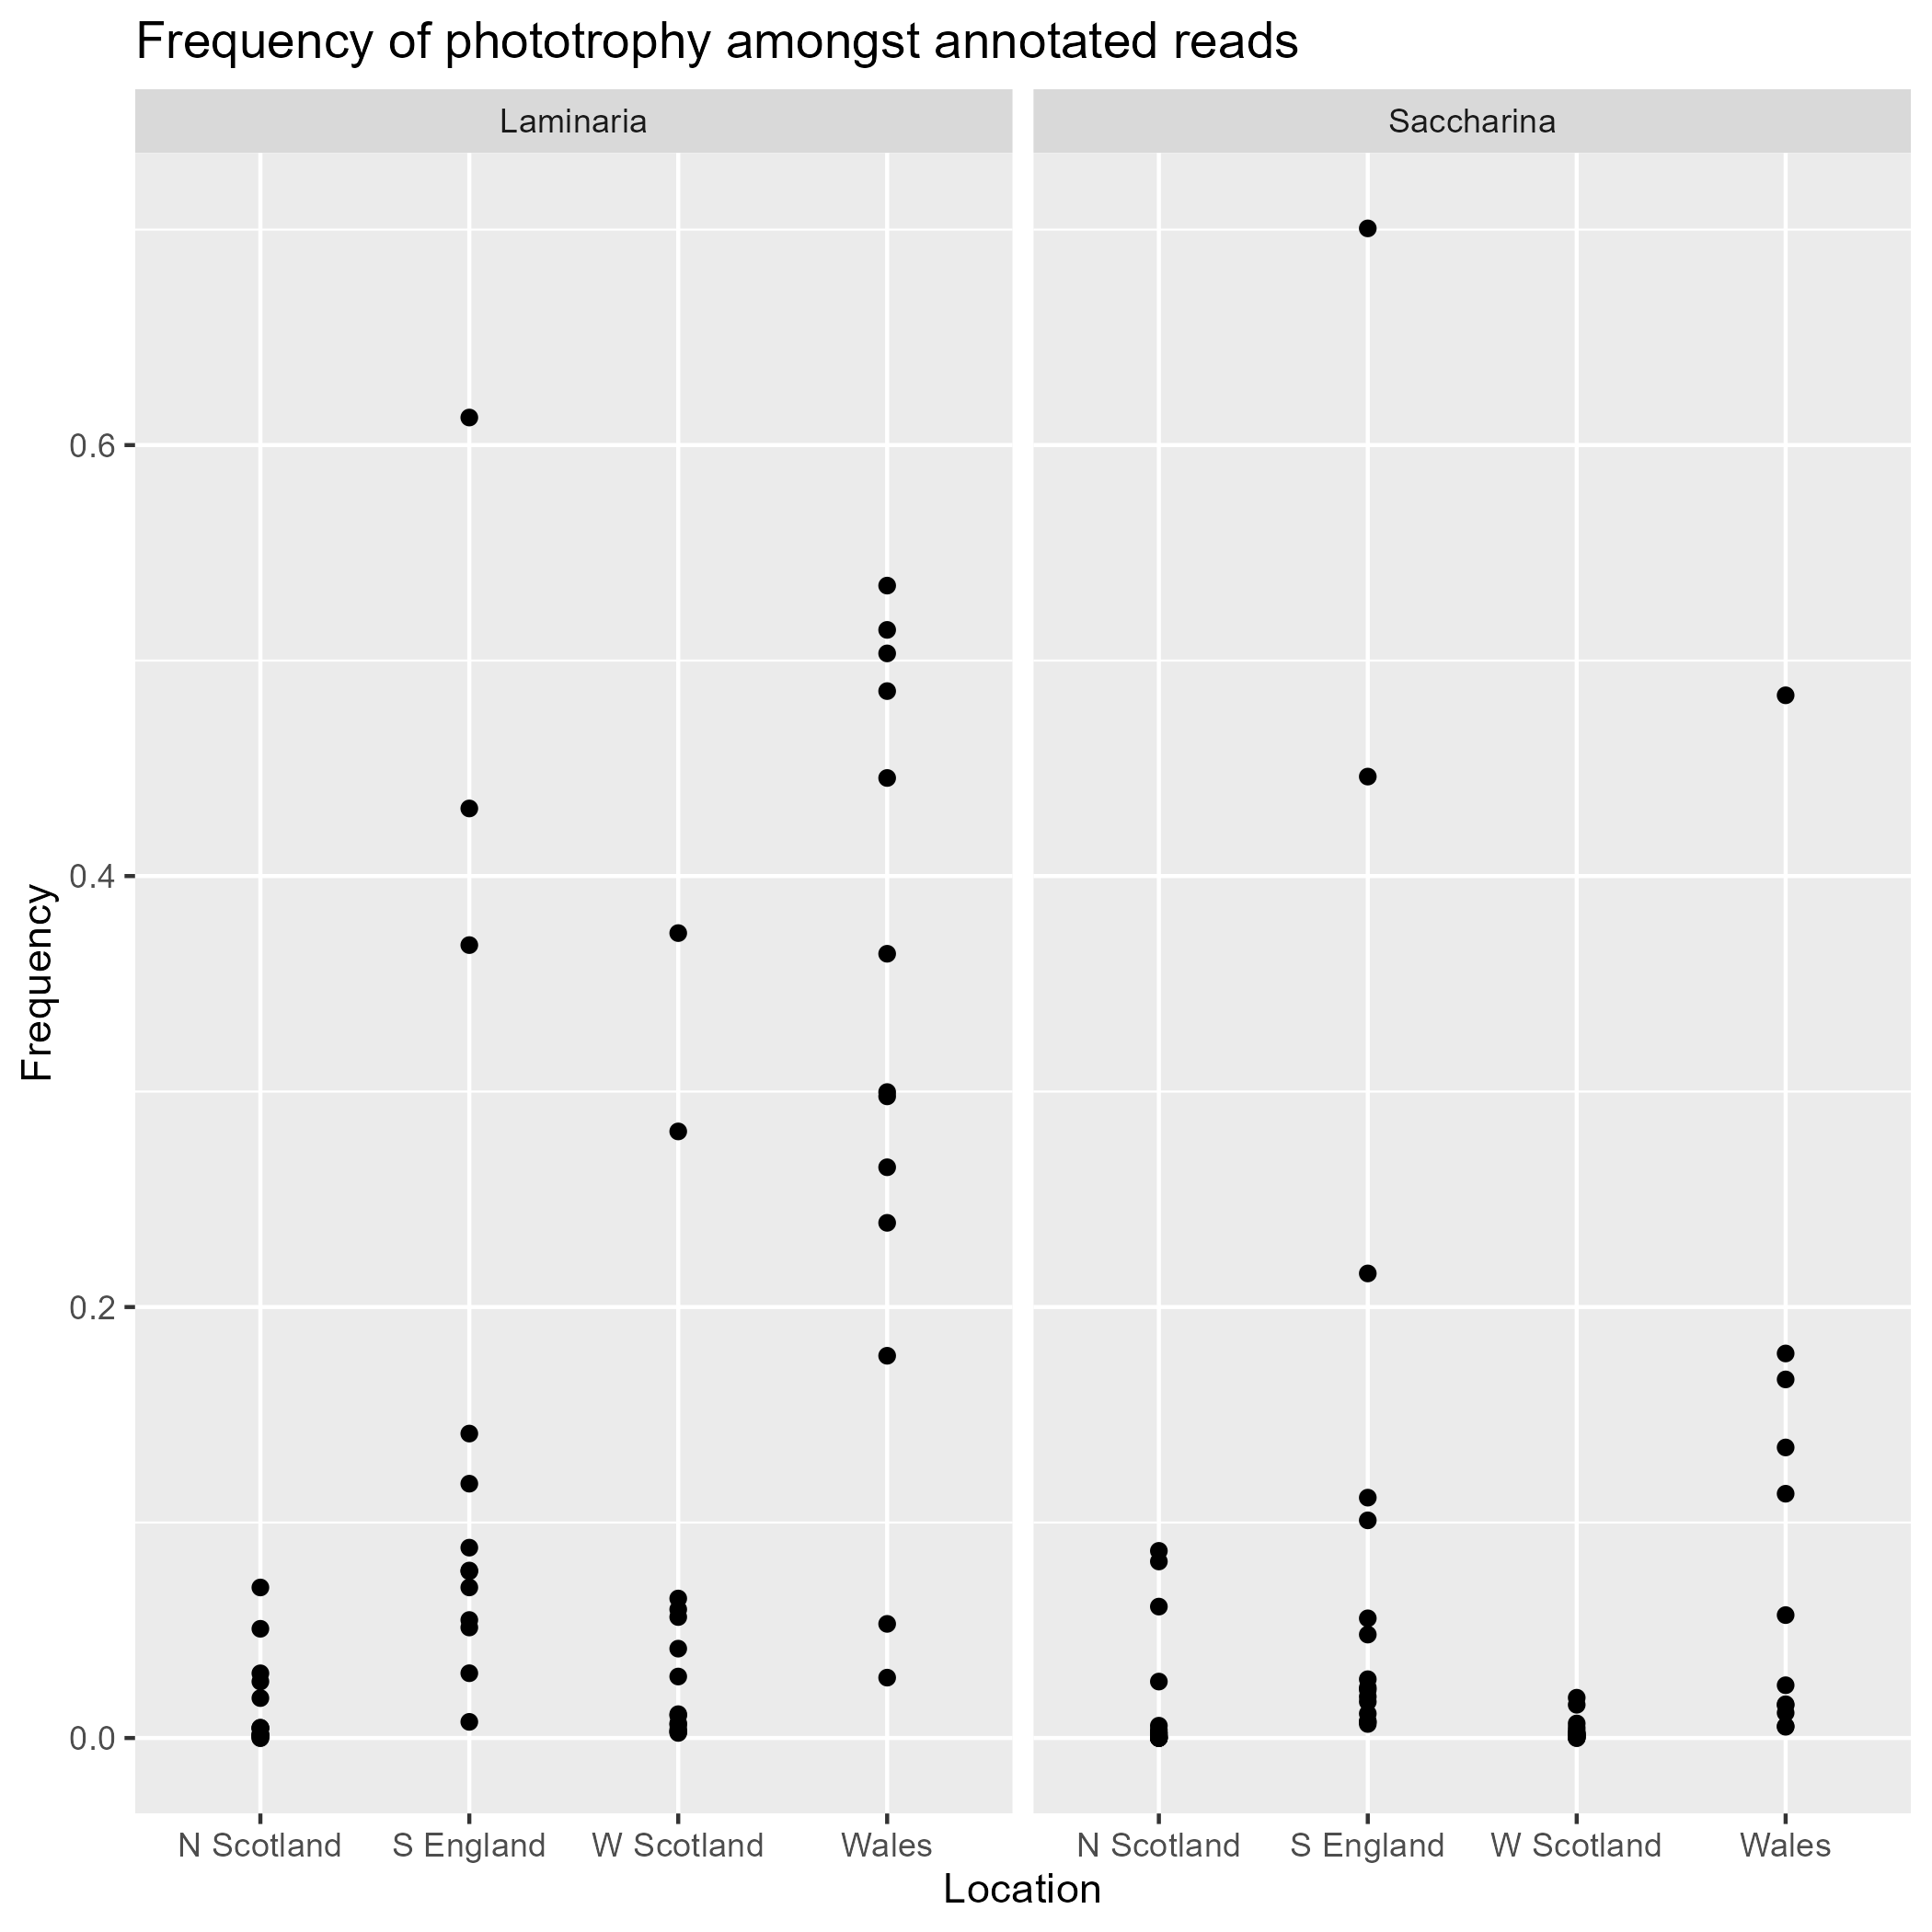 Frequency of phototrophy amongst annotated reads
Laminaria
Saccharina
Frequency
0.6
0.4
0.2
0.0
N Scotland S England W Scotland Wales
N Scotland S England W Scotland Wales
Location